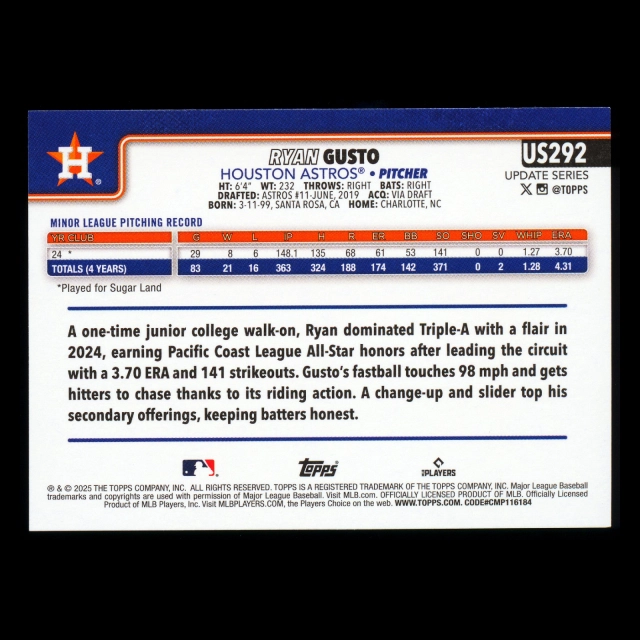 H ®
RYAN GUSTO
HOUSTON ASTROS® • PITCHER
HT: 6'4" WT: 232 THROWS: RIGHT BATS: RIGHT
DRAFTED: ASTROS #11-JUNE, 2019 ACQ: VIA DRAFT
BORN: 3-11-99, SANTA ROSA, CA HOME: CHARLOTTE, NC
US292
UPDATE SERIES
@TOPPS
MINOR LEAGUE PITCHING RECORD
YR CLUB G W L IP H R ER BB SO SHO SV WHIP ERA
24 * 29 8 6 148.1 135 68 61 53 141 0 0 1.27 3.70
TOTALS (4 YEARS) 83 21 16 363 324 188 174 142 371 0 2 1.28 4.31
*Played for Sugar Land
A one-time junior college walk-on, Ryan dominated Triple-A with a flair in
2024, earning Pacific Coast League All-Star honors after leading the circuit
with a 3.70 ERA and 141 strikeouts. Gusto's fastball touches 98 mph and gets
hitters to chase thanks to its riding action. A change-up and slider top his
secondary offerings, keeping batters honest.
Topps PLAYERS
® & © 2025 THE TOPPS COMPANY, INC. ALL RIGHTS RESERVED. TOPPS IS A REGISTERED TRADEMARK OF THE TOPPS COMPANY, INC. Major League Baseball
trademarks and copyrights are used with permission of Major League Baseball. Visit MLB.com. OFFICIALLY LICENSED PRODUCT OF MLB. Officially Licensed
Product of MLB Players, Inc. Visit MLBPLAYERS.COM, the Players Choice on the web. WWW.TOPPS.COM. CODE#CMP116184